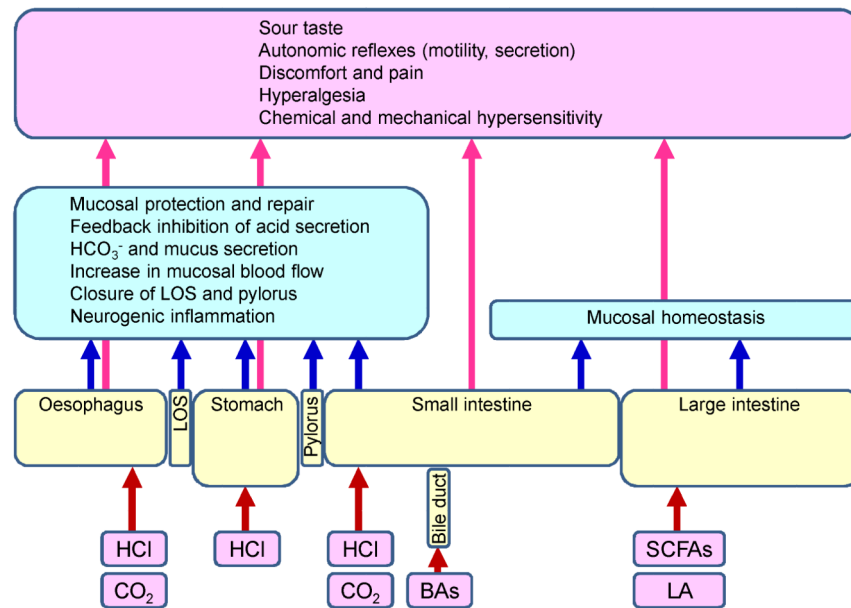 Sour taste
Autonomic reflexes (motility, secretion)
Discomfort and pain
Hyperalgesia
Chemical and mechanical hypersensitivity
Mucosal protection and repair
Feedback inhibition of acid secretion
HCO₃⁻ and mucus secretion
Increase in mucosal blood flow
Closure of LOS and pylorus
Neurogenic inflammation
Mucosal homeostasis
Oesophagus
LOS
Stomach
Pylorus
Small intestine
Large intestine
Bile duct
HCl
HCl
HCl
SCFAs
CO₂
CO₂
BAs
LA